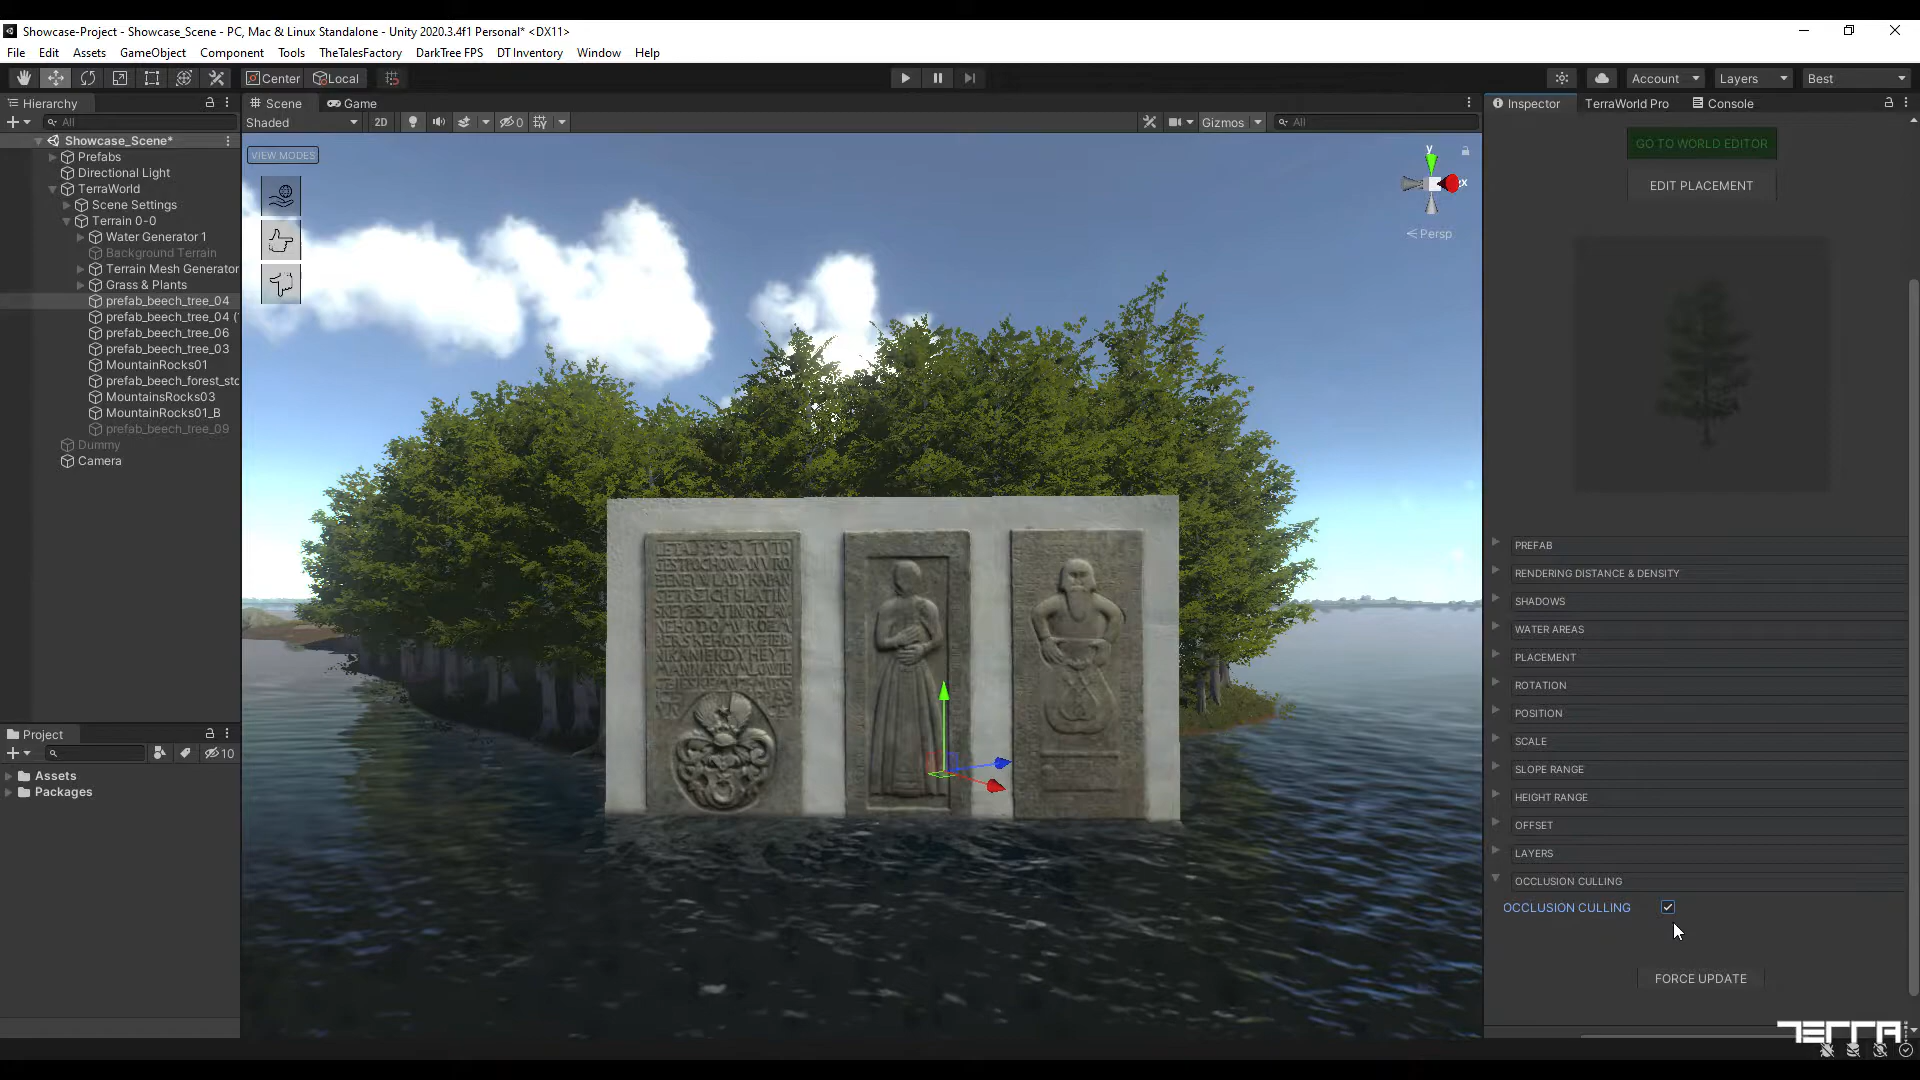 Showcase-Project - Showcase_Scene - PC, Mac & Linux Standalone - Unity 2020.3.4f1 Personal* <DX11>
File Edit Assets GameObject Component Tools TheTalesFactory DarkTree FPS DT Inventory Window Help
Center Local Account Layers Best
Hierarchy
All
Showcase_Scene*
Prefabs
Directional Light
TerraWorld
Scene Settings
Terrain 0-0
Water Generator 1
Background Terrain
Terrain Mesh Generator
Grass & Plants
prefab_beech_tree_04
prefab_beech_tree_04 (
prefab_beech_tree_06
prefab_beech_tree_03
MountainRocks01
prefab_beech_forest_sto
MountainsRocks03
MountainRocks01_B
prefab_beech_tree_09
Dummy
Camera
Project
10
Assets
Packages
Scene Game
Shaded 2D 0 Gizmos All
VIEW MODES
y
x
Persp
Inspector TerraWorld Pro Console
GO TO WORLD EDITOR
EDIT PLACEMENT
PREFAB
RENDERING DISTANCE & DENSITY
SHADOWS
WATER AREAS
PLACEMENT
ROTATION
POSITION
SCALE
SLOPE RANGE
HEIGHT RANGE
OFFSET
LAYERS
OCCLUSION CULLING
OCCLUSION CULLING
FORCE UPDATE
TERRA